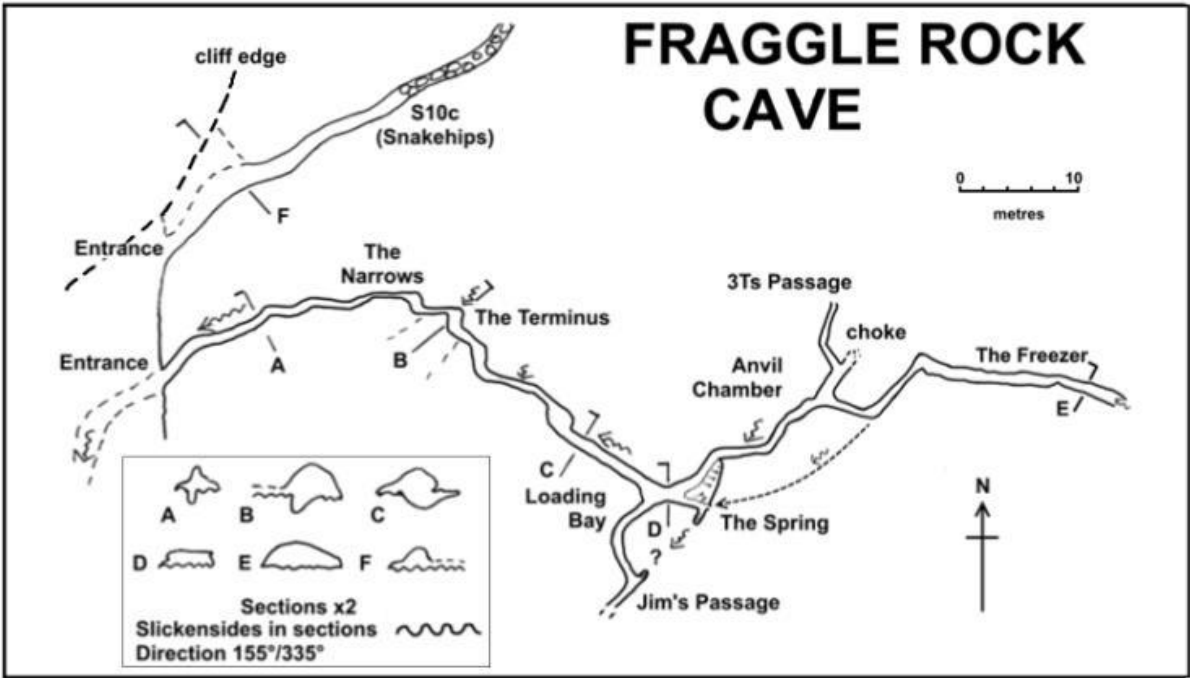 FRAGGLE ROCK
CAVE
cliff edge
S10c
(Snakehips)
0 10
metres
F
Entrance
The
Narrows
3Ts Passage
The Terminus
choke
Entrance
A
B
Anvil
Chamber
The Freezer
E
C
Loading
Bay
D
The Spring
N
?
Jim's Passage
A B C
D E F
Sections x2
Slickensides in sections
Direction 155°/335°